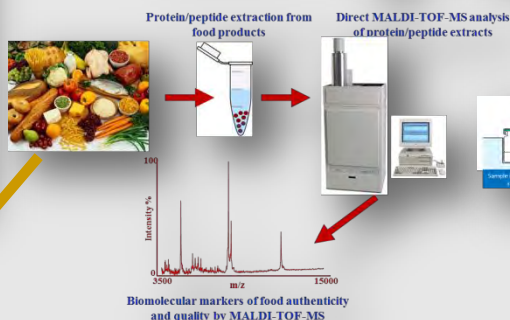 Protein/peptide extraction from
food products
Direct MALDI-TOF-MS analysis
of protein/peptide extracts
100
Intensity %
0
3500
m/z
15000
Biomolecular markers of food authenticity
and quality by MALDI-TOF-MS
Sample